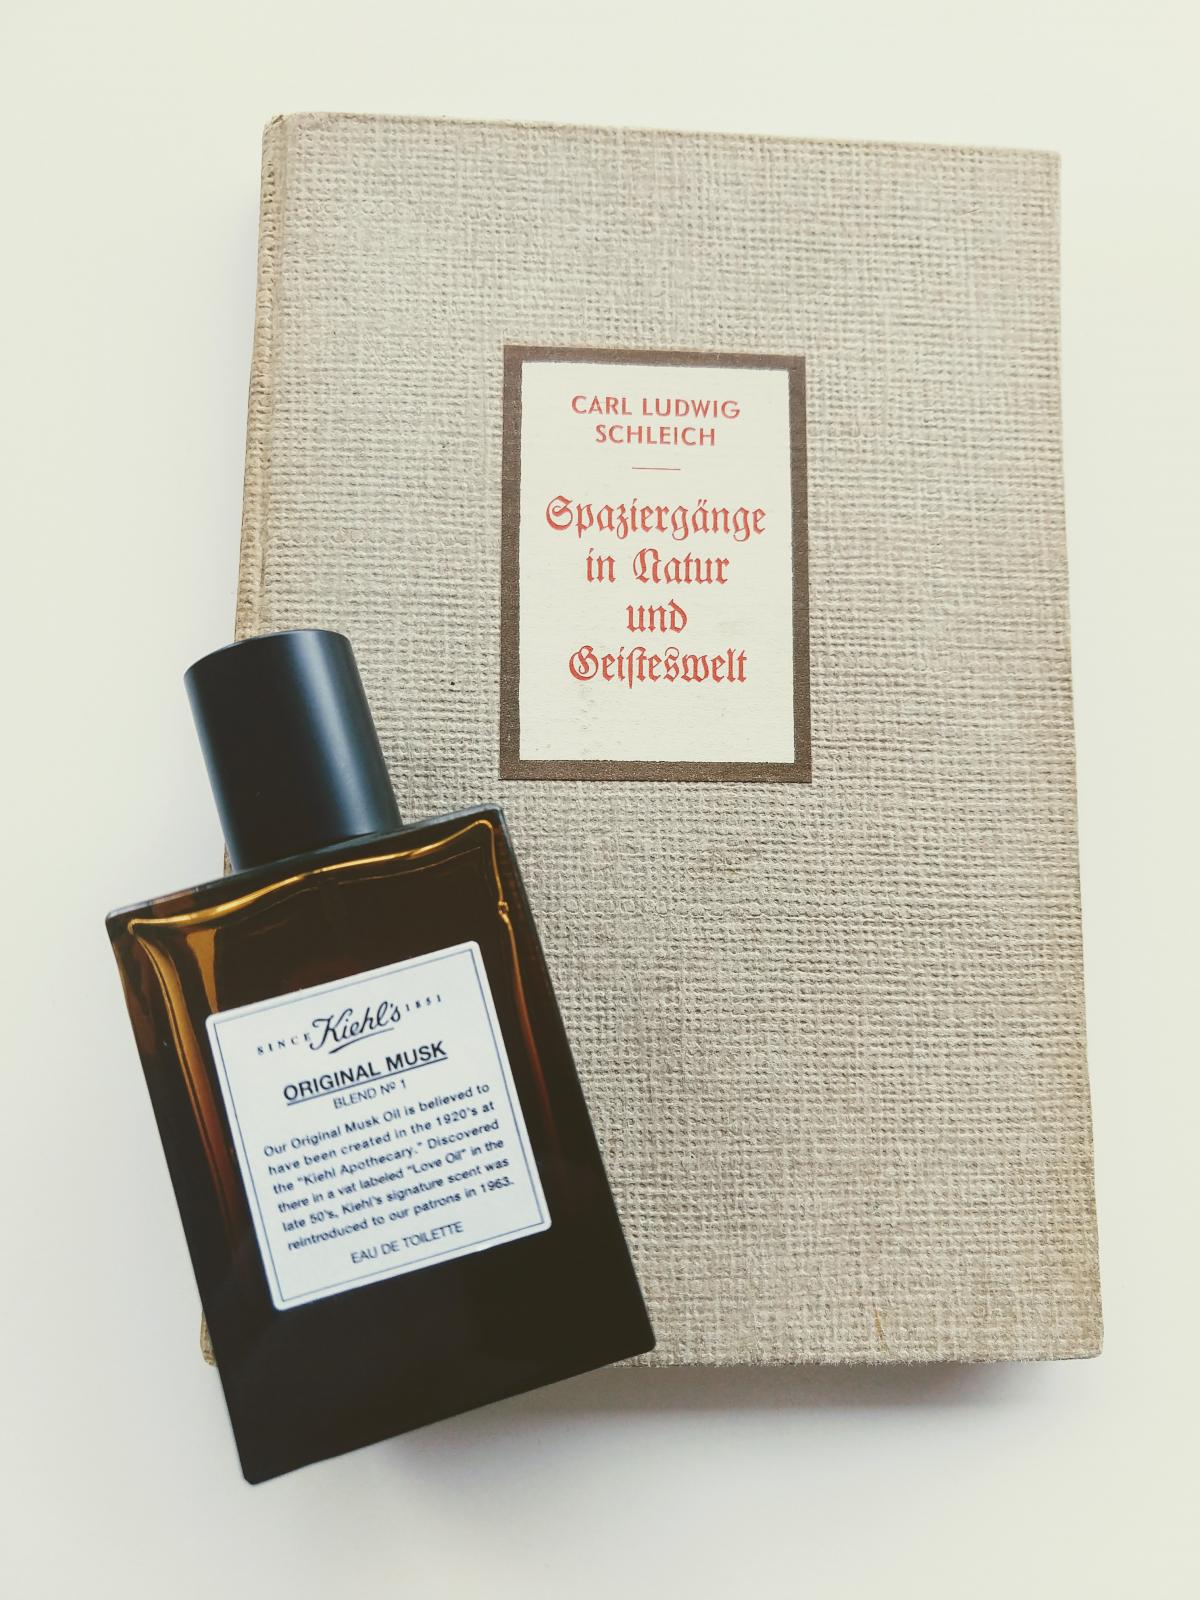 CARL LUDWIG
SCHLEICH
Spaziergänge
in Natur
und
Geisteswelt
SINCE Kiehl's 1851
ORIGINAL MUSK
BLEND Nº 1
Our Original Musk Oil is believed to
have been created in the 1920's at
the "Kiehl Apothecary." Discovered
there in a vat labeled "Love Oil" in the
late 50's, Kiehl's signature scent was
reintroduced to our patrons in 1963.
EAU DE TOILETTE